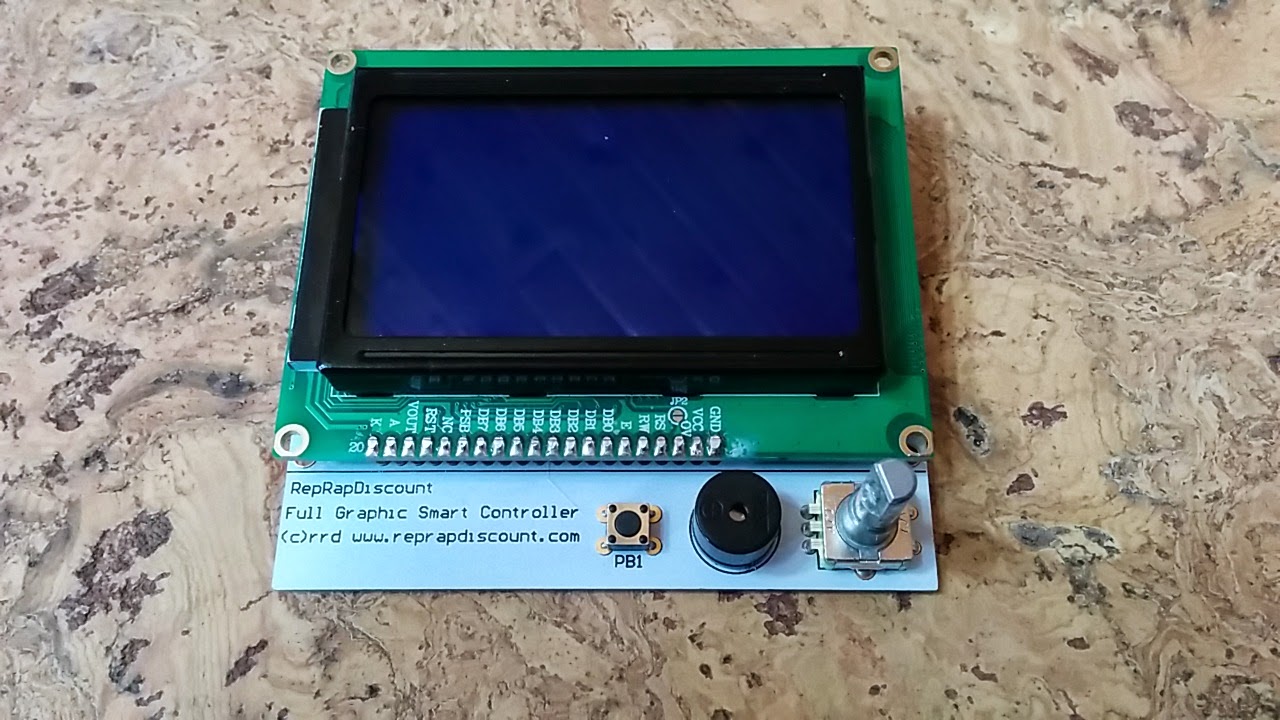 JP2
20 K A VOUT RST NC PSB DB7 DB6 DB5 DB4 DB3 DB2 DB1 DB0 E RW RS VCC GND
RepRapDiscount
Full Graphic Smart Controller
(c)rrd www.reprapdiscount.com
PB1